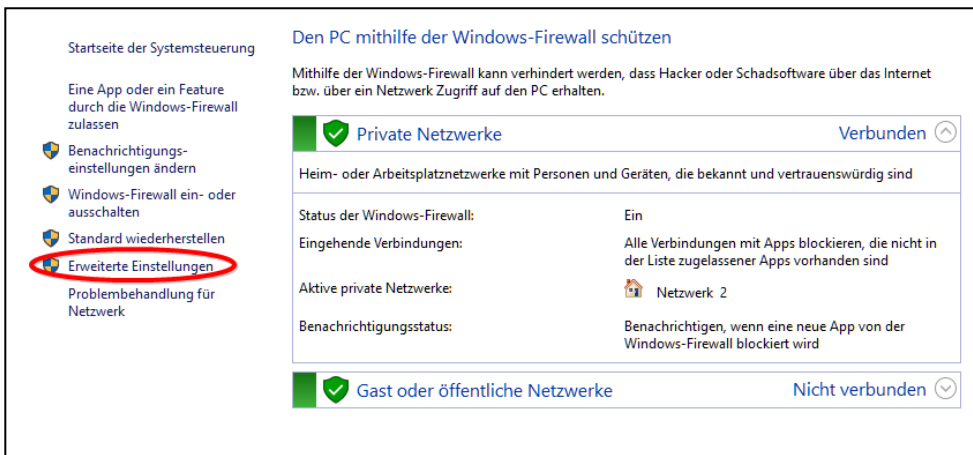 Startseite der Systemsteuerung
Eine App oder ein Feature
durch die Windows-Firewall
zulassen
Benachrichtigungs-
einstellungen ändern
Windows-Firewall ein- oder
ausschalten
Standard wiederherstellen
Erweiterte Einstellungen
Problembehandlung für
Netzwerk
Den PC mithilfe der Windows-Firewall schützen
Mithilfe der Windows-Firewall kann verhindert werden, dass Hacker oder Schadsoftware über das Internet
bzw. über ein Netzwerk Zugriff auf den PC erhalten.
Private Netzwerke Verbunden
Heim- oder Arbeitsplatznetzwerke mit Personen und Geräten, die bekannt und vertrauenswürdig sind
Status der Windows-Firewall: Ein
Eingehende Verbindungen: Alle Verbindungen mit Apps blockieren, die nicht in
der Liste zugelassener Apps vorhanden sind
Aktive private Netzwerke: Netzwerk 2
Benachrichtigungsstatus: Benachrichtigen, wenn eine neue App von der
Windows-Firewall blockiert wird
Gast oder öffentliche Netzwerke Nicht verbunden